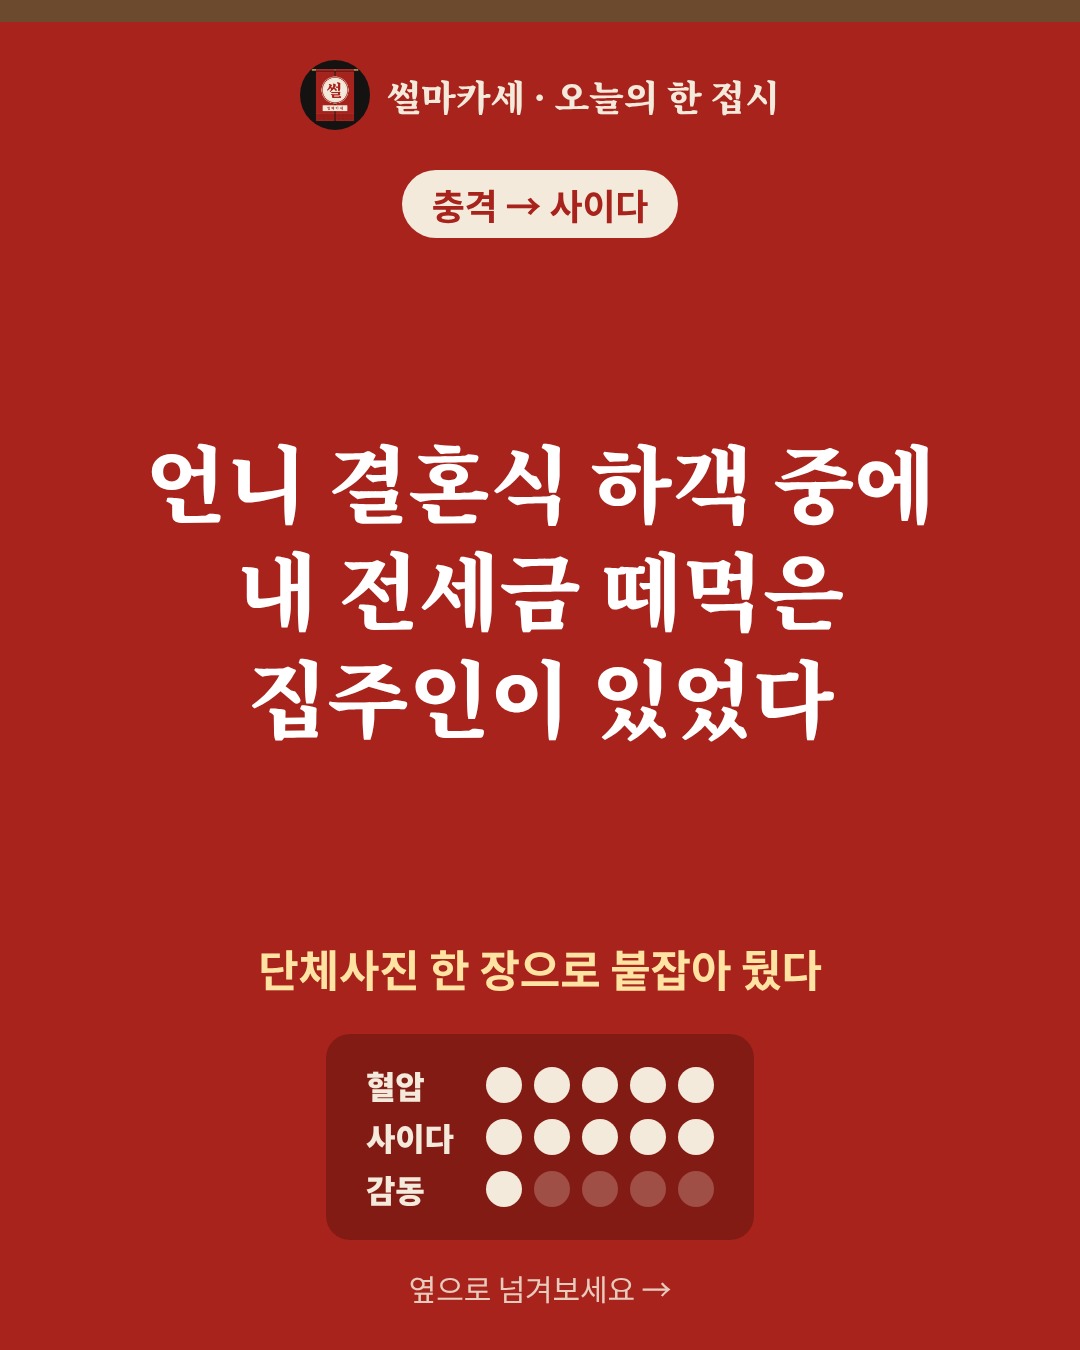 썰
썰마카세 · 오늘의 한 접시
충격 → 사이다
언니 결혼식 하객 중에
내 전세금 떼먹은
집주인이 있었다
단체사진 한 장으로 붙잡아 뒀다
혈압
사이다
감동
옆으로 넘겨보세요 →